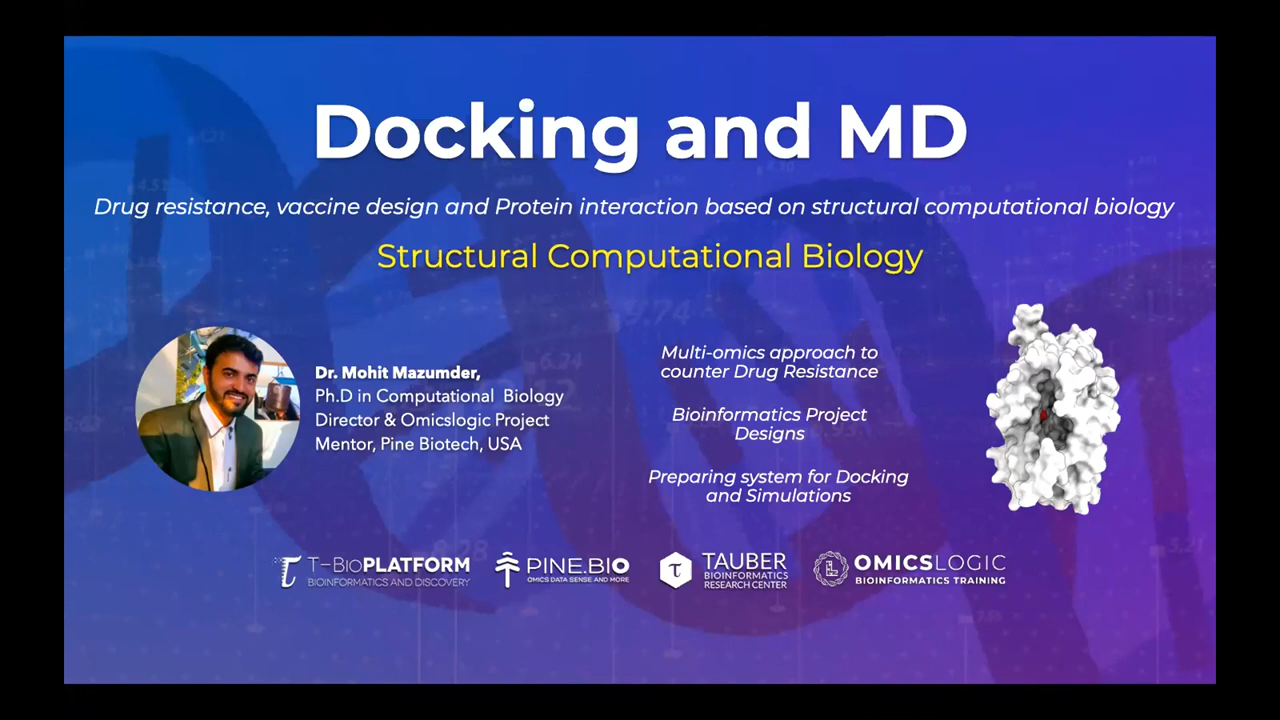 Docking and MD
Drug resistance, vaccine design and Protein interaction based on structural computational biology
Structural Computational Biology
Dr. Mohit Mazumder,
Ph.D in Computational Biology
Director & Omicslogic Project
Mentor, Pine Biotech, USA
Multi-omics approach to
counter Drug Resistance
Bioinformatics Project
Designs
Preparing system for Docking
and Simulations
T-BioPLATFORM
BIOINFORMATICS AND DISCOVERY
PINE.BIO
OMICS DATA SENSE AND MORE
TAUBER
BIOINFORMATICS
RESEARCH CENTER
OMICSLOGIC
BIOINFORMATICS TRAINING